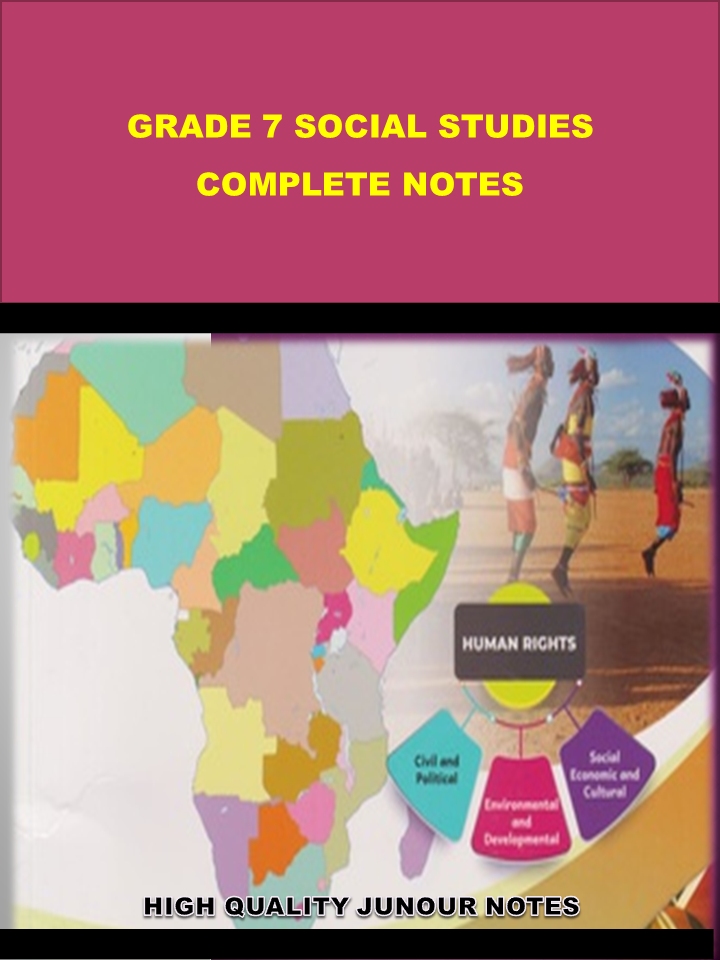 GRADE 7 SOCIAL STUDIES
COMPLETE NOTES
HUMAN RIGHTS
Civil and
Political
Environmental
and
Developmental
Social
Economic and
Cultural
HIGH QUALITY JUNOUR NOTES